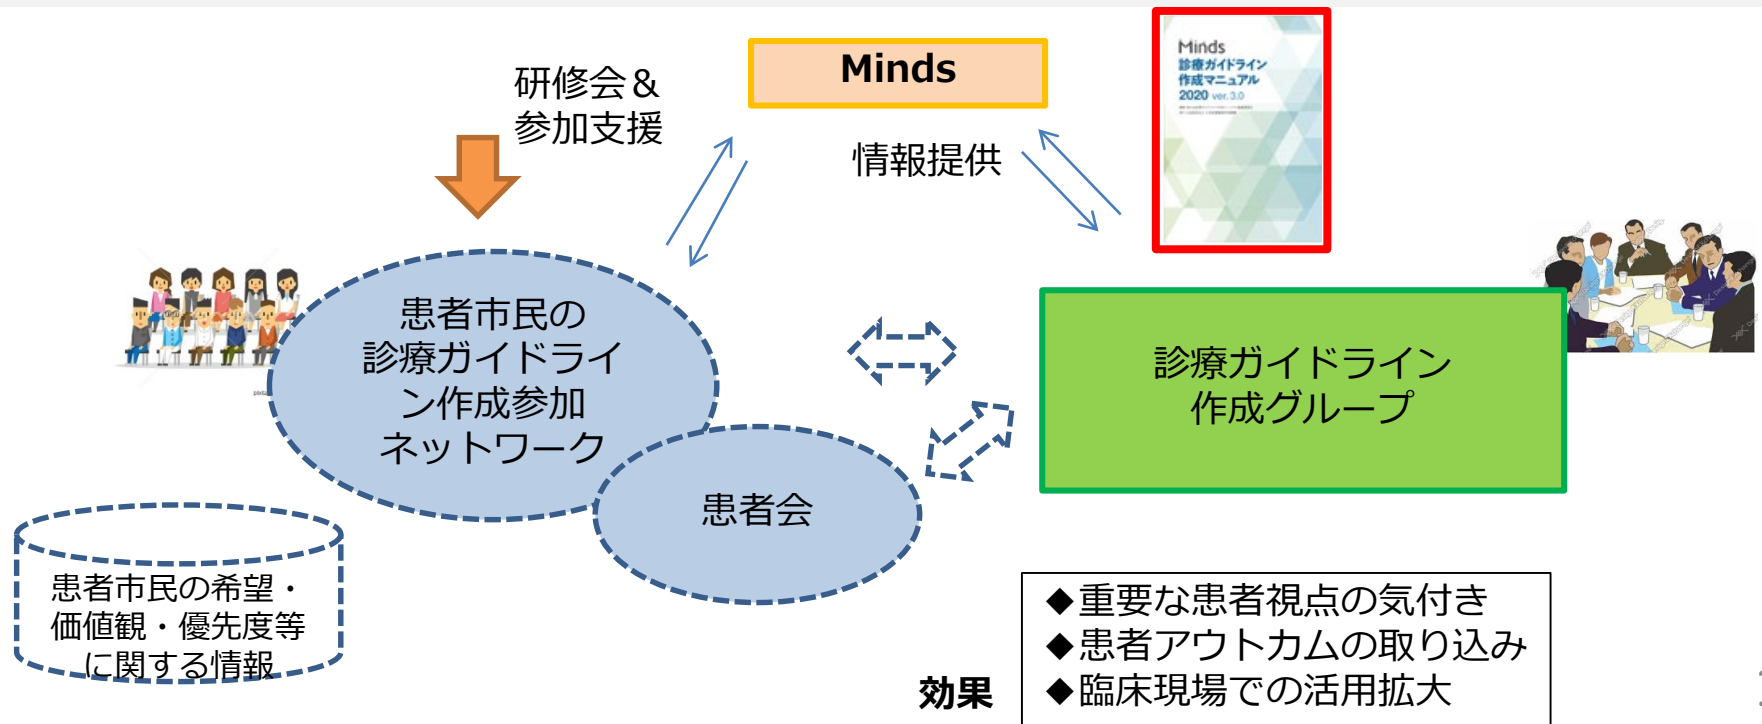 研修会＆
参加支援
Minds
情報提供
Minds
診療ガイドライン
作成マニュアル
2020 ver.3.0
患者市民の
診療ガイドライ
ン作成参加
ネットワーク
患者会
診療ガイドライン
作成グループ
患者市民の希望・
価値観・優先度等
に関する情報
効果
◆重要な患者視点の気付き
◆患者アウトカムの取り込み
◆臨床現場での活用拡大